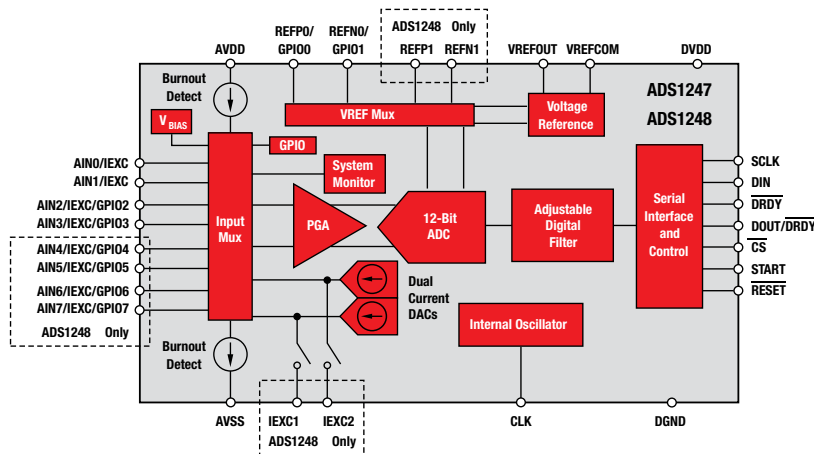 REFP0/
GPIO0
REFN0/
GPIO1
ADS1248 Only
REFP1 REFN1
AVDD
VREFOUT VREFCOM
DVDD
Burnout
Detect
ADS1247
ADS1248
VBIAS
VREF Mux
Voltage
Reference
GPIO
System
Monitor
AIN0/IEXC
AIN1/IEXC
AIN2/IEXC/GPIO2
AIN3/IEXC/GPIO3
AIN4/IEXC/GPIO4
AIN5/IEXC/GPIO5
AIN6/IEXC/GPIO6
AIN7/IEXC/GPIO7
ADS1248 Only
Input
Mux
PGA
12-Bit
ADC
Adjustable
Digital
Filter
Serial
Interface
and
Control
SCLK
DIN
DRDY
DOUT/DRDY
CS
START
RESET
Dual
Current
DACs
Internal Oscillator
Burnout
Detect
AVSS
IEXC1 IEXC2
ADS1248 Only
CLK
DGND